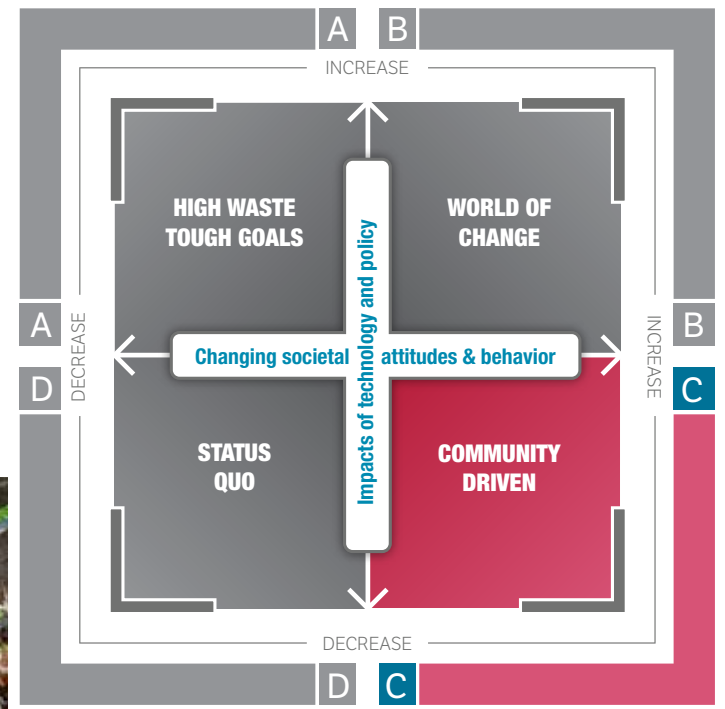 A B
INCREASE
HIGH WASTE
TOUGH GOALS
WORLD OF
CHANGE
Impacts of technology and policy
A
B
DECREASE
INCREASE
Changing societal attitudes & behavior
D
C
STATUS
QUO
COMMUNITY
DRIVEN
DECREASE
D C